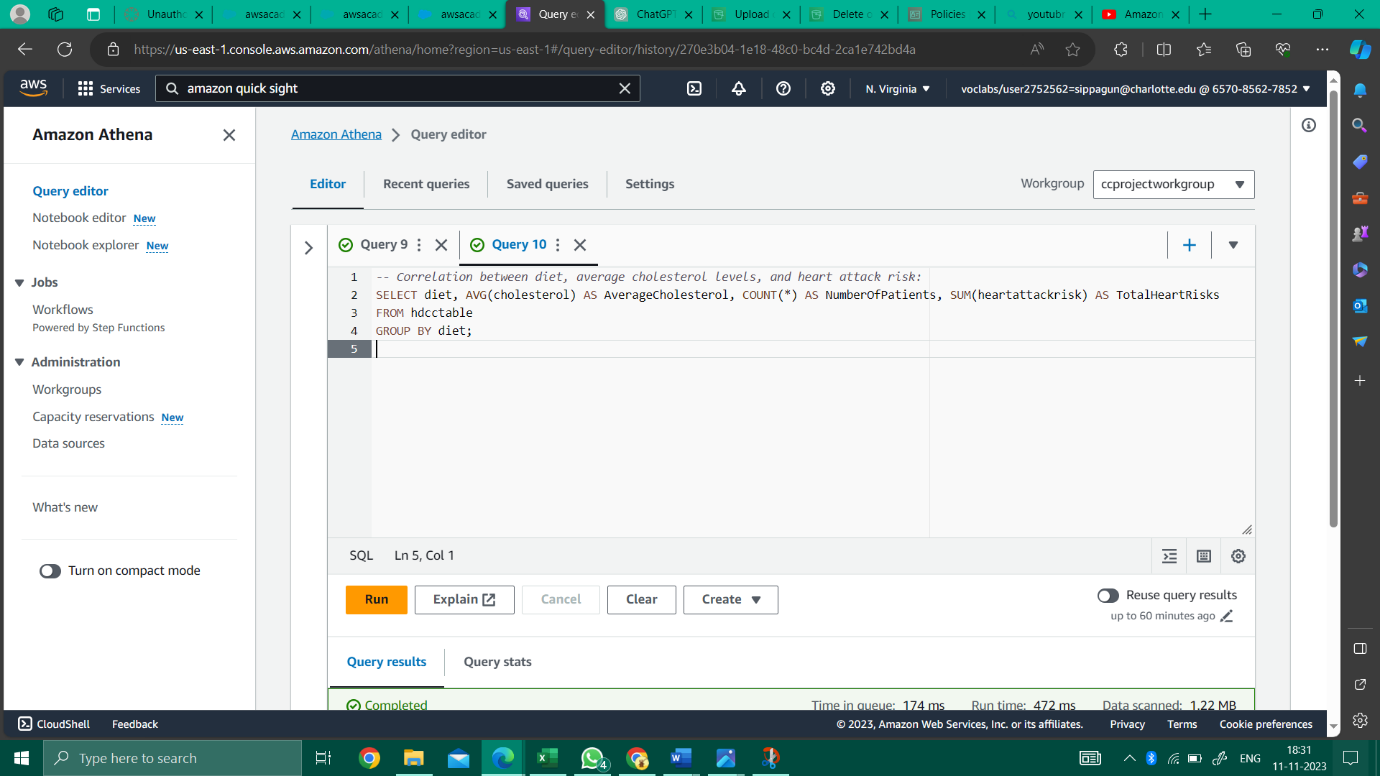 Unautho
awsacad
awsacad
awsacad
Query e
ChatGPT
Upload
Delete c
Policies
youtube
Amazon
https://us-east-1.console.aws.amazon.com/athena/home?region=us-east-1#/query-editor/history/270e3b04-1e18-48c0-bc4d-2ca1e742bd4a
aws
Services
amazon quick sight
N. Virginia
voclabs/user2752562=sippagun@charlotte.edu @ 6570-8562-7852
Amazon Athena
Query editor
Notebook editor New
Notebook explorer New
Jobs
Workflows
Powered by Step Functions
Administration
Workgroups
Capacity reservations New
Data sources
What's new
Turn on compact mode
Amazon Athena
Query editor
Editor
Recent queries
Saved queries
Settings
Workgroup
ccprojectworkgroup
Query 9
Query 10
1 -- Correlation between diet, average cholesterol levels, and heart attack risk:
2 SELECT diet, AVG(cholesterol) AS AverageCholesterol, COUNT(*) AS NumberOfPatients, SUM(heartattackrisk) AS TotalHeartRisks
3 FROM hdcctable
4 GROUP BY diet;
5
SQL Ln 5, Col 1
Run
Explain
Cancel
Clear
Create
Reuse query results
up to 60 minutes ago
Query results
Query stats
Completed
Time in queue: 174 ms
Run time: 472 ms
Data scanned: 1.22 MB
CloudShell
Feedback
© 2023, Amazon Web Services, Inc. or its affiliates.
Privacy
Terms
Cookie preferences
Type here to search
4
ENG
18:31
11-11-2023